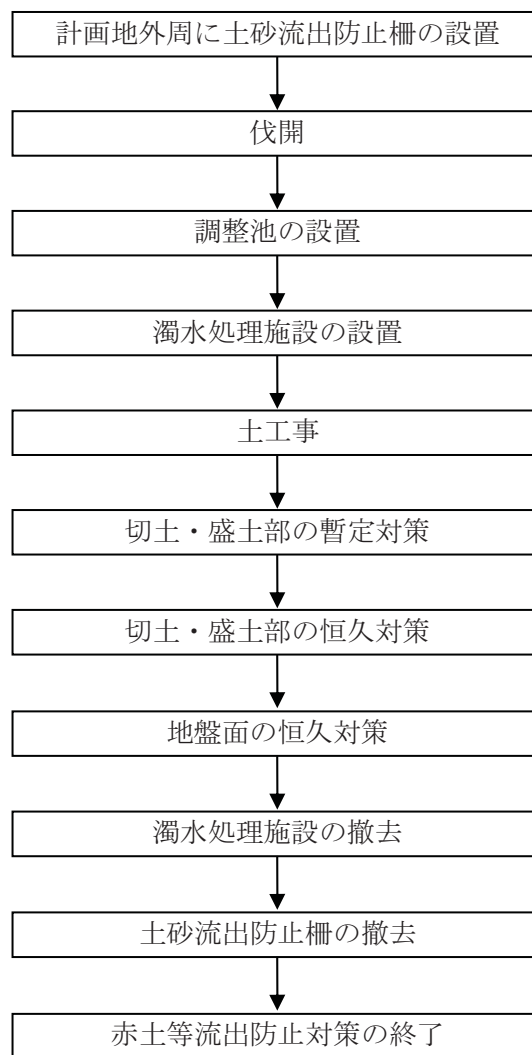 計画地外周に土砂流出防止柵の設置
伐開
調整池の設置
濁水処理施設の設置
土工事
切土・盛土部の暫定対策
切土・盛土部の恒久対策
地盤面の恒久対策
濁水処理施設の撤去
土砂流出防止柵の撤去
赤土等流出防止対策の終了